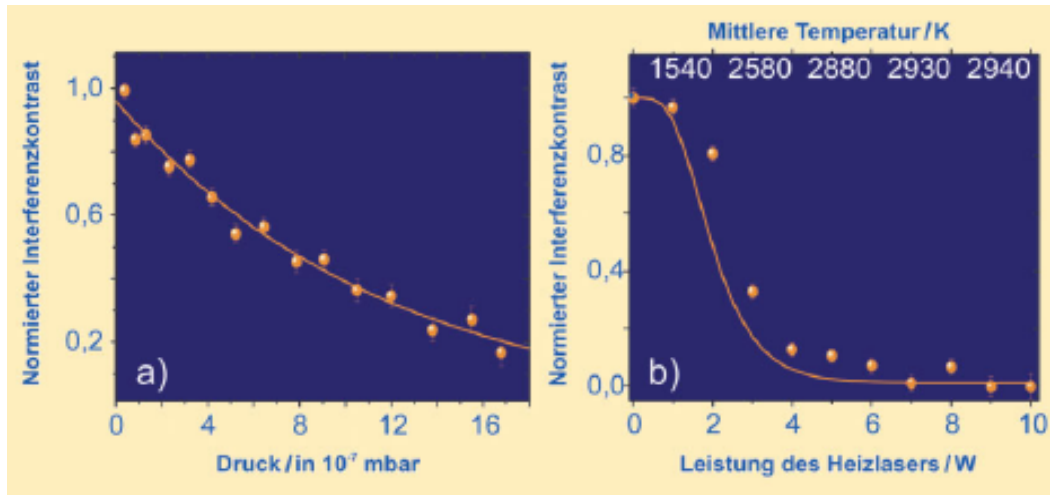 Normierter Interferenzkontrast
1,0
0,6
0,2
a)
0 4 8 12 16
Druck/in 10⁻⁷ mbar
Mittlere Temperatur/K
1540 2580 2880 2930 2940
Normierter Interferenzkontrast
0,8
0,4
0,0
b)
0 2 4 6 8 10
Leistung des Heizlasers/W